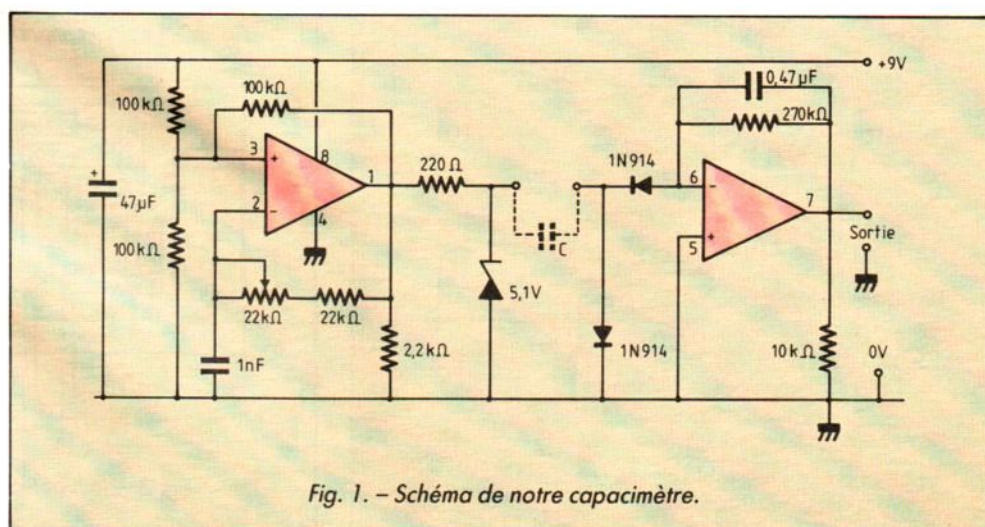 +9V
0,47µF
270kΩ
100kΩ
100kΩ
3
+
8
1
220Ω
1N914
6
-
7
+
47µF
2
-
4
C
5
+
Sortie
100kΩ
5,1V
22kΩ
22kΩ
2,2kΩ
1N914
10kΩ
0V
1nF
Fig. 1. – Schéma de notre capacimètre.